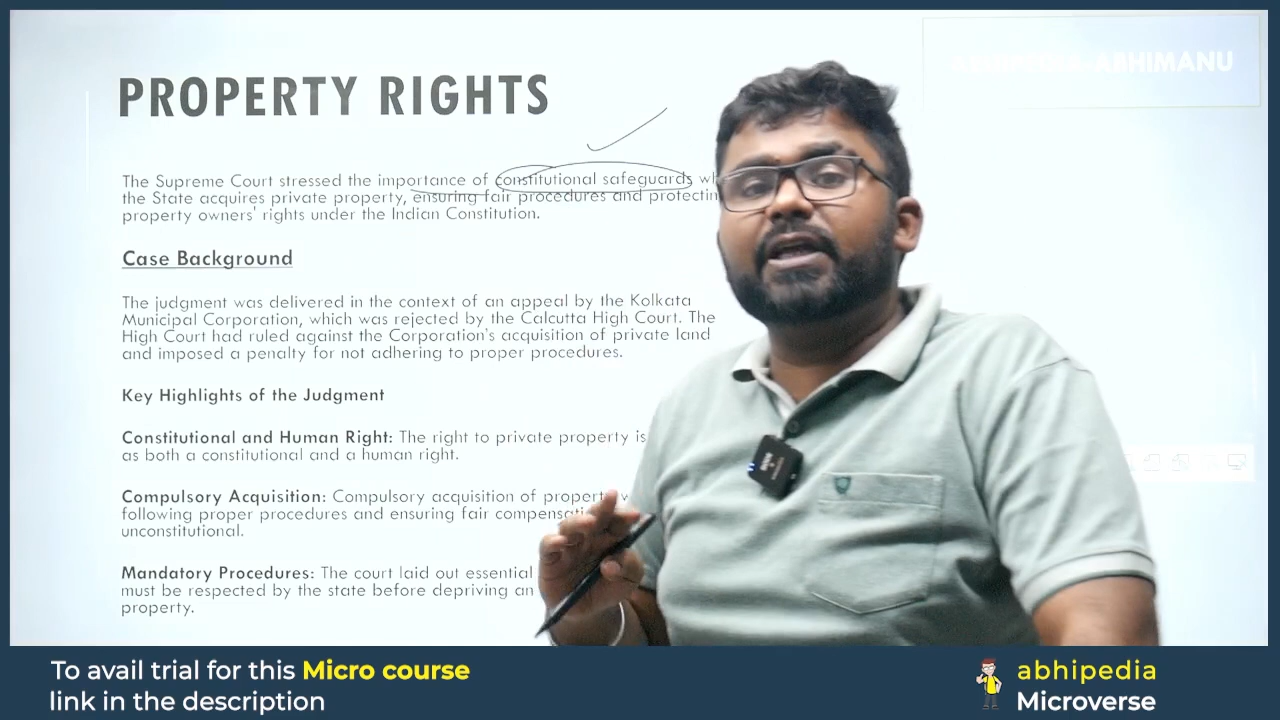 ABHIMANU
PROPERTY RIGHTS
The Supreme Court stressed the importance of constitutional safeguards
the State acquires private property, ensuring fair procedures and
property owners' rights under the Indian Constitution.
Case Background
The judgment was delivered in the context of an appeal by the Kolkata
Municipal Corporation, which was rejected by the Calcutta High Court. The
High Court had ruled against the Corporation's acquisition of private land
and imposed a penalty for not adhering to proper procedures.
Key Highlights of the Judgment
Constitutional and Human Right: The right to private property is
as both a constitutional and a human right.
Compulsory Acquisition: Compulsory acquisition of property
following proper procedures and ensuring fair
unconstitutional.
Mandatory Procedures: The court laid out essential
must be respected by the state before depriving an
property.
To avail trial for this Micro course
link in the description
abhipedia
Microverse